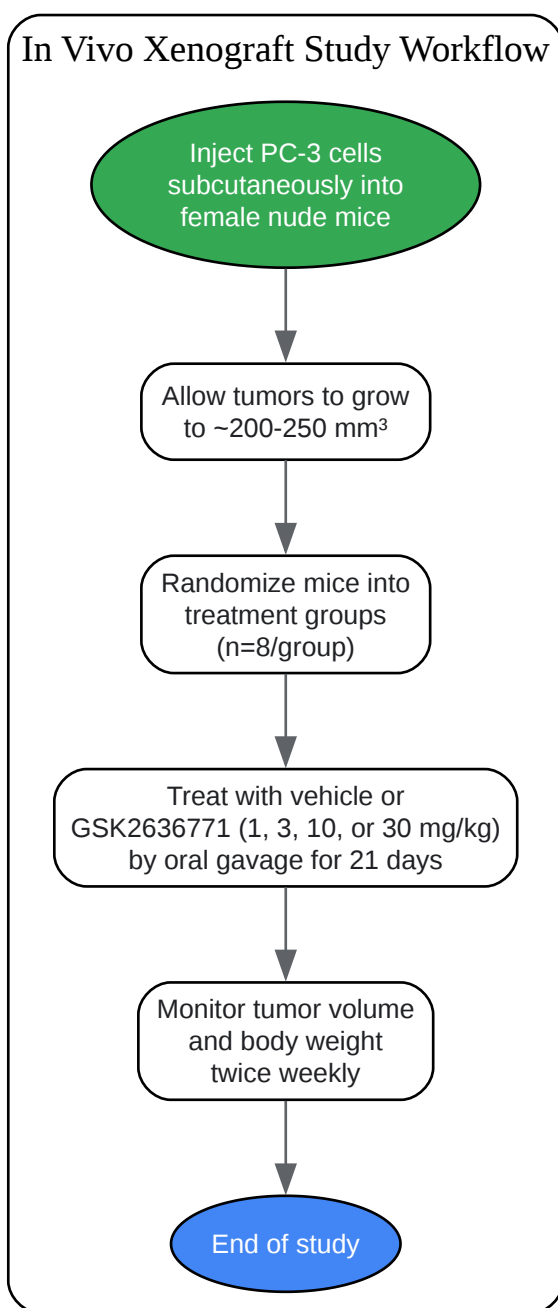 In Vivo Xenograft Study Workflow
Inject PC-3 cells
subcutaneously into
female nude mice
Allow tumors to grow
to ~200-250 mm³
Randomize mice into
treatment groups
(n=8/group)
Treat with vehicle or
GSK2636771 (1, 3, 10, or 30 mg/kg)
by oral gavage for 21 days
Monitor tumor volume
and body weight
twice weekly
End of study